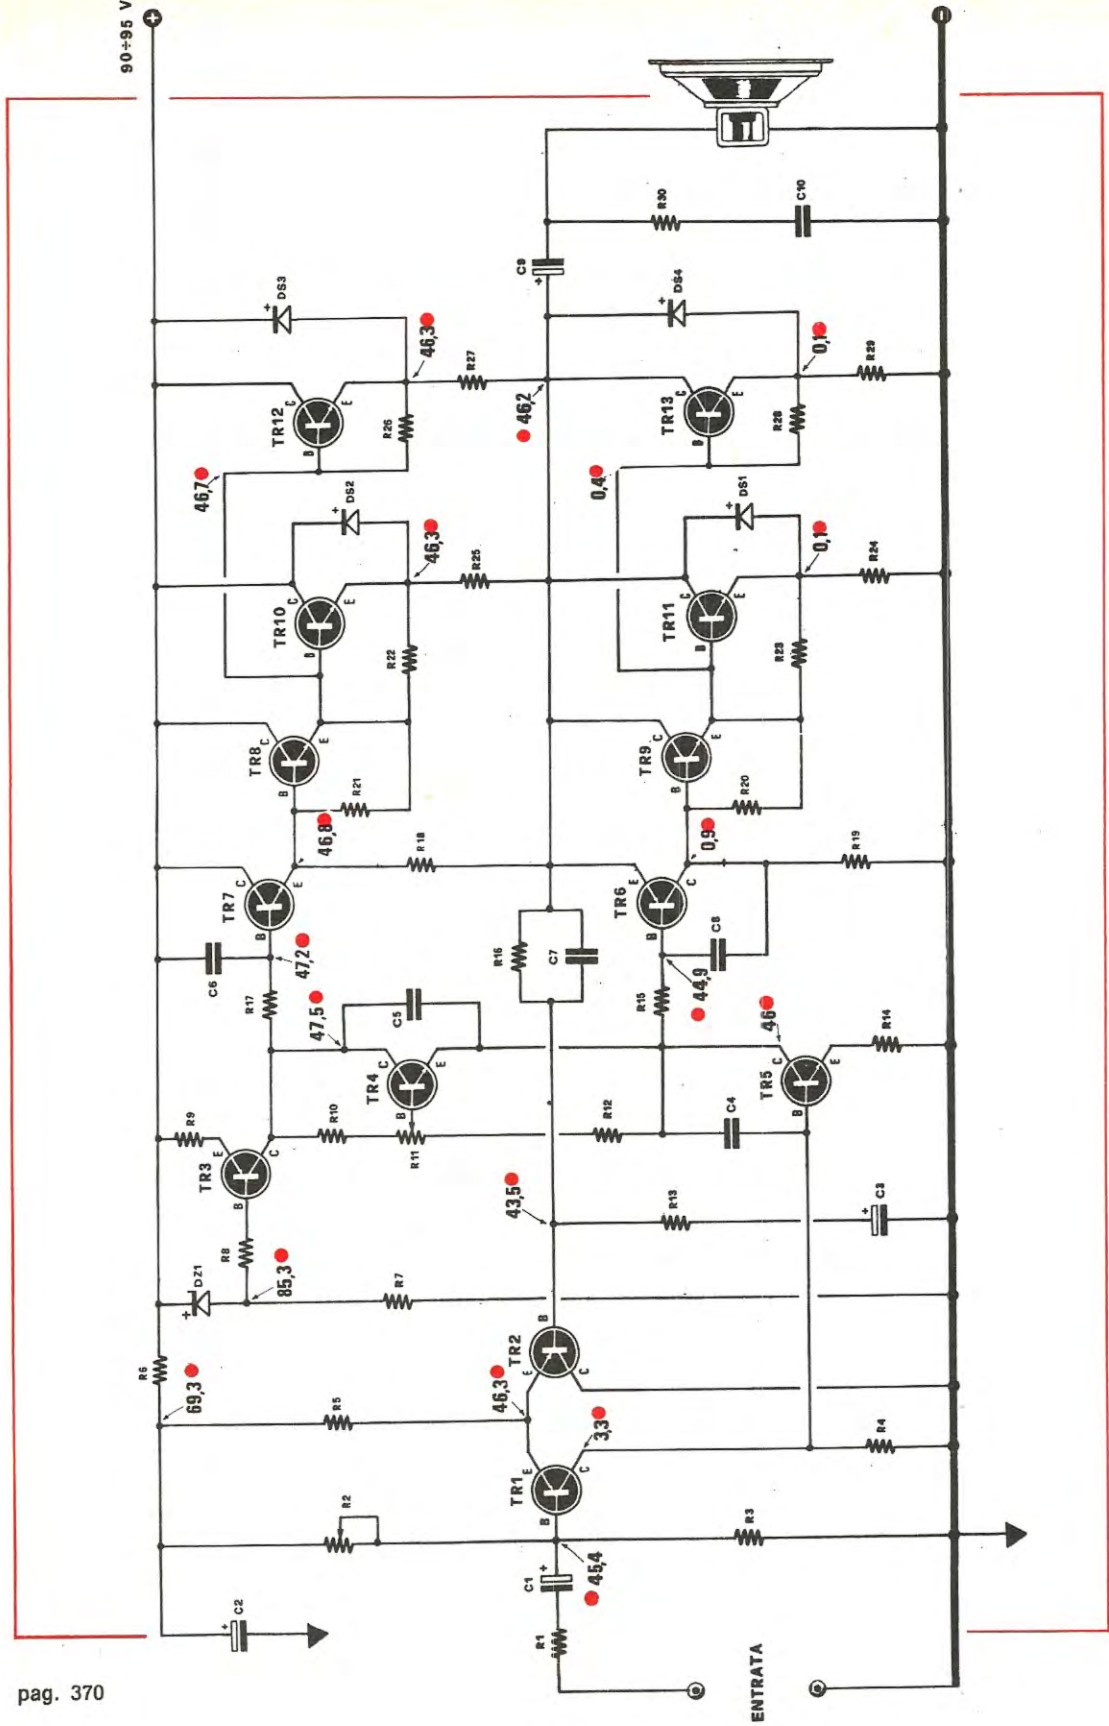 90÷95 V
DS3
C9
R30
C10
DS4
46,3
R27
TR12
R26
46,2
TR13
0,1
R29
R28
46,7
DS2
0,4
DS1
46,3
R25
0,1
R24
TR10
R22
TR11
R23
TR8
R21
TR9
R20
46,8
R18
0,9
R19
TR7
TR6
C6
47,2
R16
C7
C8
44,9
R17
47,5
C5
R15
46
R14
TR4
TR5
R9
R10
R11
R12
C4
TR3
43,5
R13
C3
R8
DZ1
85,3
R7
R6
69,3
TR2
46,3
R5
3,3
R4
TR1
R2
R3
C1
45,4
C2
R1
ENTRATA
B
C
E
B
C
E
B
C
E
B
C
E
B
C
E
B
C
E
B
C
E
B
C
E
B
C
E
B
C
E
B
C
E
B
C
E
B
C
E
pag. 370